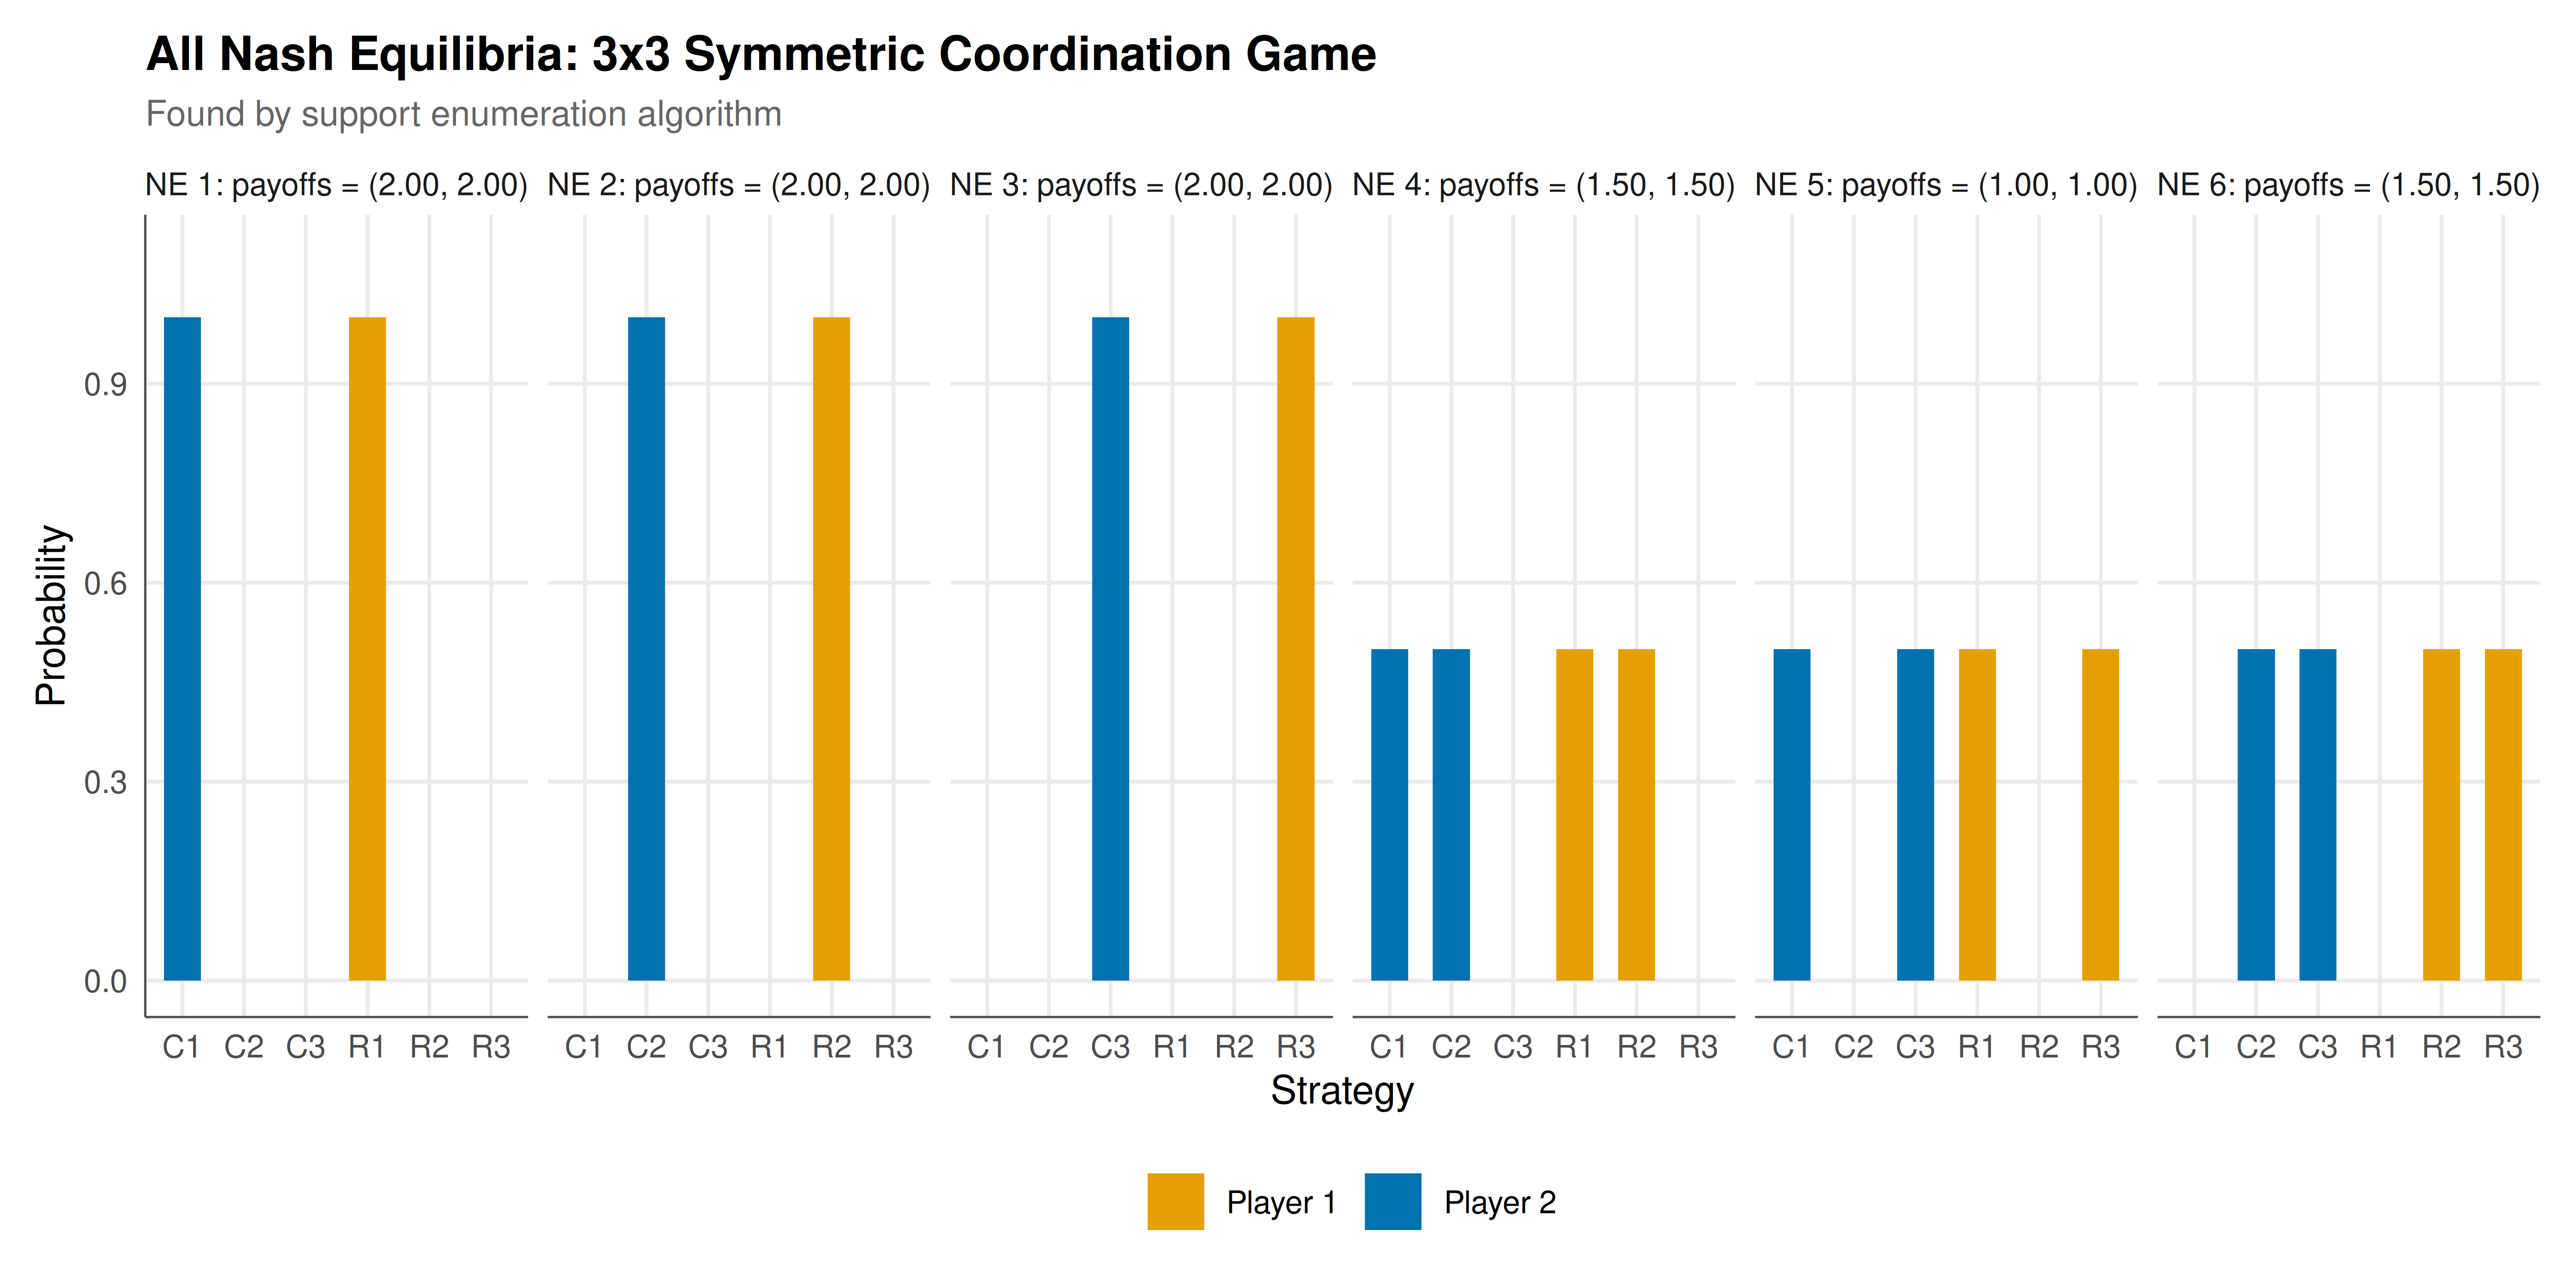 All Nash Equilibria: 3x3 Symmetric Coordination Game
Found by support enumeration algorithm
NE 1: payoffs = (2.00, 2.00) NE 2: payoffs = (2.00, 2.00) NE 3: payoffs = (2.00, 2.00) NE 4: payoffs = (1.50, 1.50) NE 5: payoffs = (1.00, 1.00) NE 6: payoffs = (1.50, 1.50)
Probability
0.9
0.6
0.3
0.0
C1 C2 C3 R1 R2 R3 C1 C2 C3 R1 R2 R3 C1 C2 C3 R1 R2 R3 C1 C2 C3 R1 R2 R3 C1 C2 C3 R1 R2 R3 C1 C2 C3 R1 R2 R3
Strategy
Player 1 Player 2